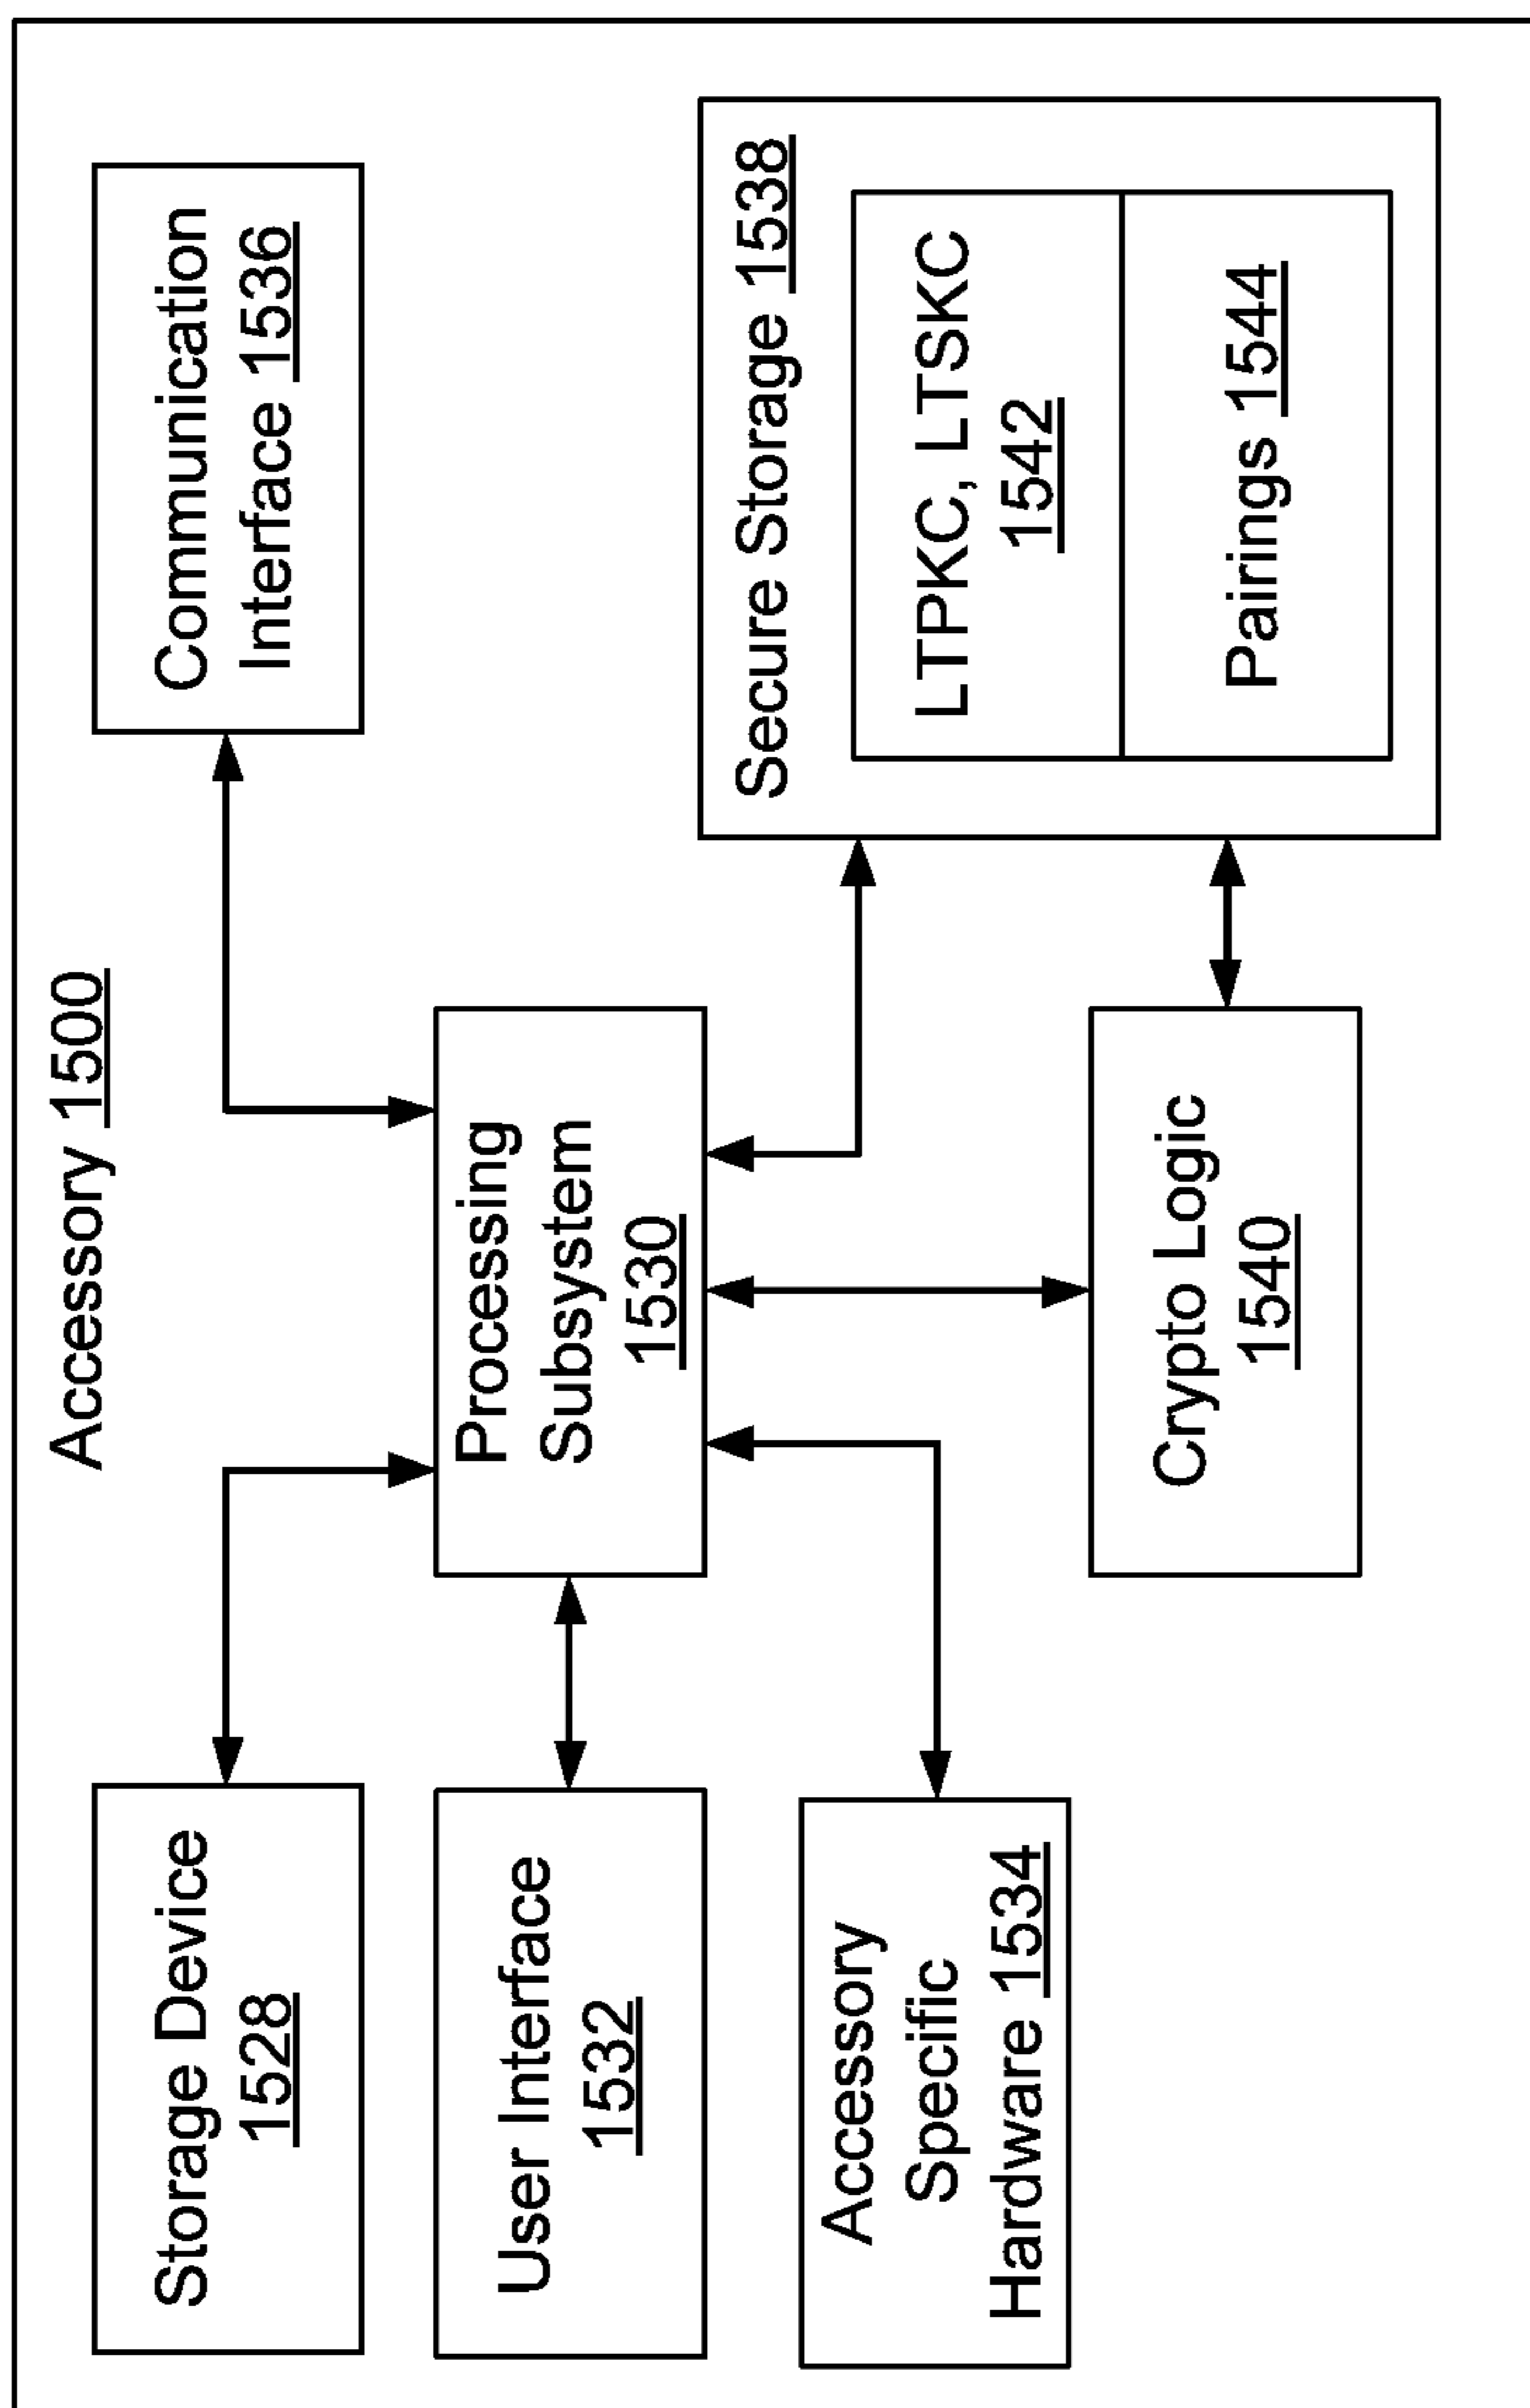 Accessory 1500
Storage Device
1528
Communication
Interface 1536
Processing
Subsystem
1530
User Interface
1532
Secure Storage 1538
LTPKC, LTSKC
1542
Pairings 1544
Accessory
Specific
Hardware 1534
Crypto Logic
1540